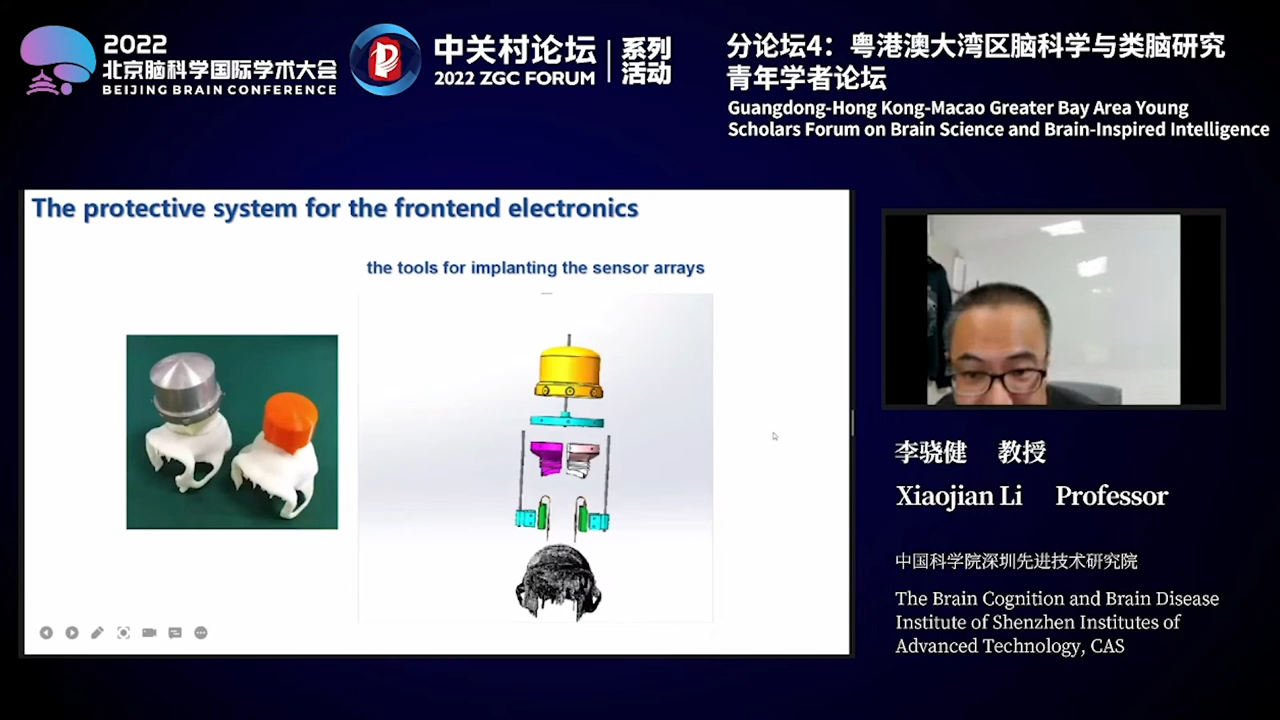 2022
北京脑科学国际学术大会
BEIJING BRAIN CONFERENCE
中关村论坛
2022 ZGC FORUM
系列
活动
分论坛4：粤港澳大湾区脑科学与类脑研究
青年学者论坛
Guangdong-Hong Kong-Macao Greater Bay Area Young
Scholars Forum on Brain Science and Brain-Inspired Intelligence
The protective system for the frontend electronics
the tools for implanting the sensor arrays
李骁健 教授
Xiaojian Li Professor
中国科学院深圳先进技术研究院
The Brain Cognition and Brain Disease
Institute of Shenzhen Institutes of
Advanced Technology, CAS